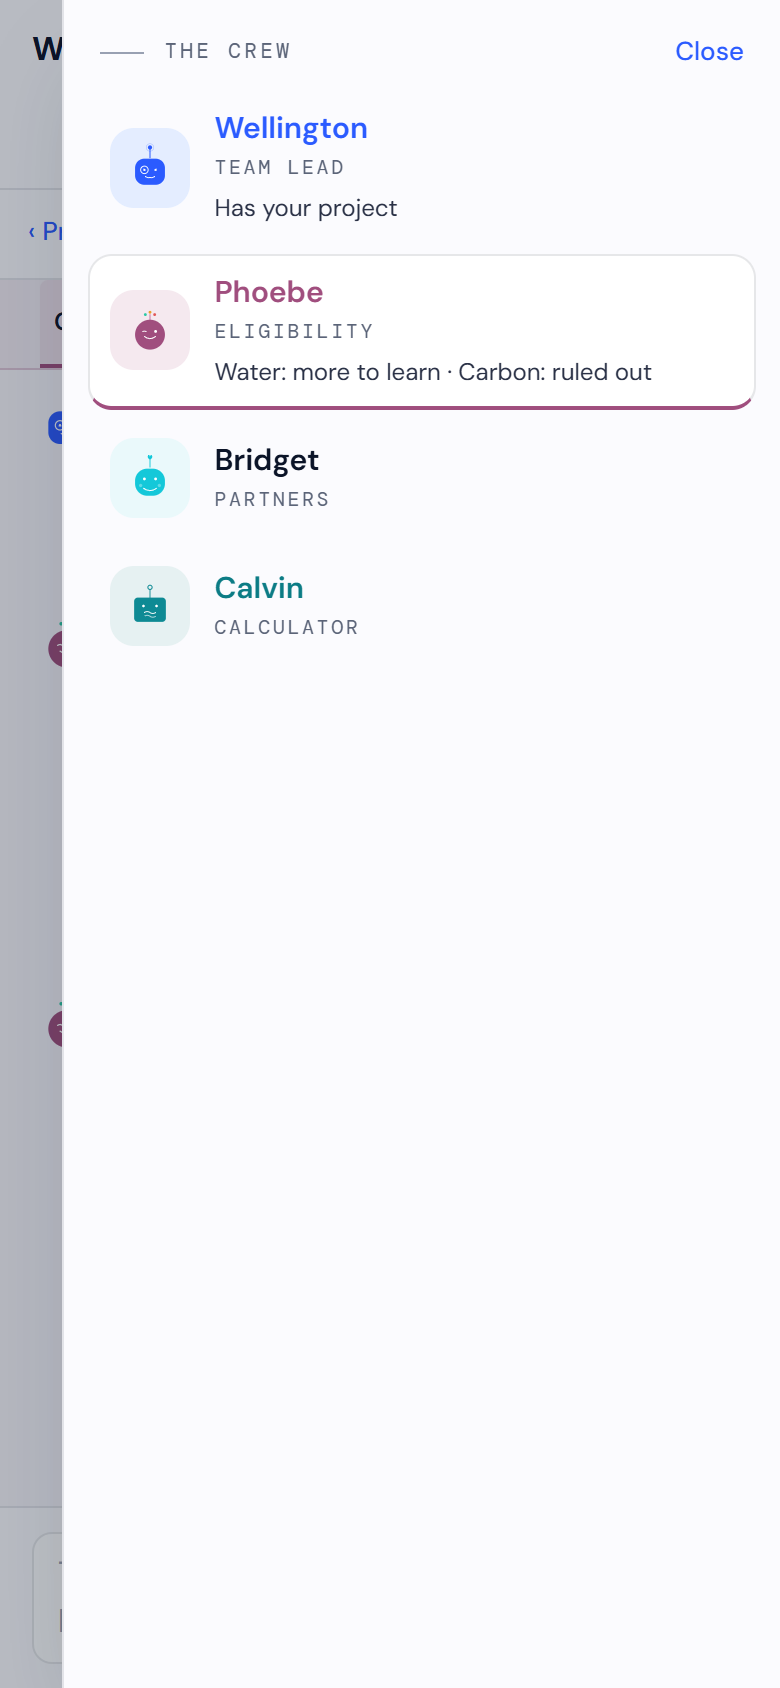 W
THE CREW
Close
Wellington
TEAM LEAD
Has your project
‹ Pr
Phoebe
ELIGIBILITY
Water: more to learn · Carbon: ruled out
Bridget
PARTNERS
Calvin
CALCULATOR